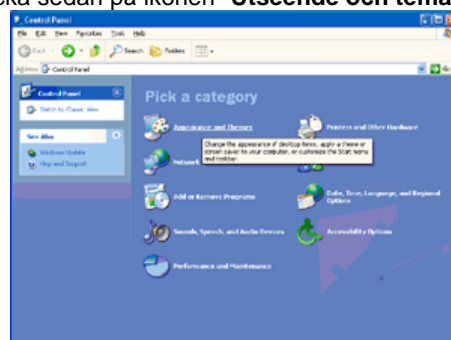 cka sedan på ikonen "Utseende och tema
Control Panel
File Edit View Favorites Tools Help
Back Search Folders
Address Control Panel Go
Control Panel
Switch to Classic View
See Also
Windows Update
Help and Support
Pick a category
Appearance and Themes
Printers and Other Hardware
Change the appearance of desktop items, apply a theme or
screen saver to your computer, or customize the Start menu
and taskbar.
Network
Add or Remove Programs
Date, Time, Language, and Regional
Options
Sounds, Speech, and Audio Devices
Accessibility Options
Performance and Maintenance